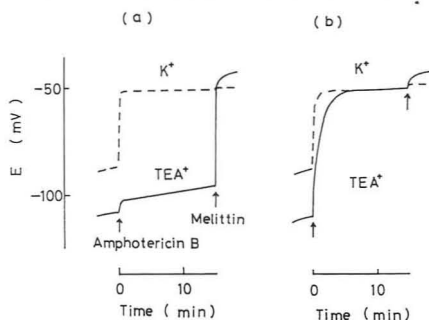 (a)
(b)
K+
K+
-50
E (mV)
TEA+
TEA+
-100
Amphotericin B
Melittin
0 10
0 10
Time (min)
Time (min)